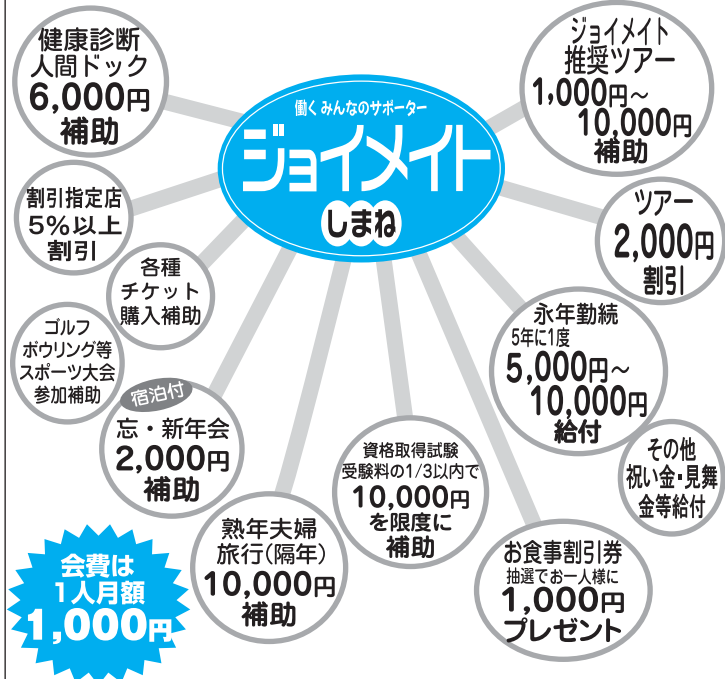 働くみんなのサポーター
ジョイメイト
しまね
健康診断
人間ドック
6,000円
補助
割引指定店
5%以上
割引
各種
チケット
購入補助
ゴルフ
ボウリング等
スポーツ大会
参加補助
宿泊付
忘・新年会
2,000円
補助
熟年夫婦
旅行(隔年)
10,000円
補助
資格取得試験
受験料の1/3以内で
10,000円
を限度に
補助
お食事割引券
抽選でお一人様に
1,000円
プレゼント
永年勤続
5年に1度
5,000円～
10,000円
給付
その他
祝い金・見舞
金等給付
ツアー
2,000円
割引
ジョイメイト
推奨ツアー
1,000円～
10,000円
補助
会費は
1人月額
1,000円